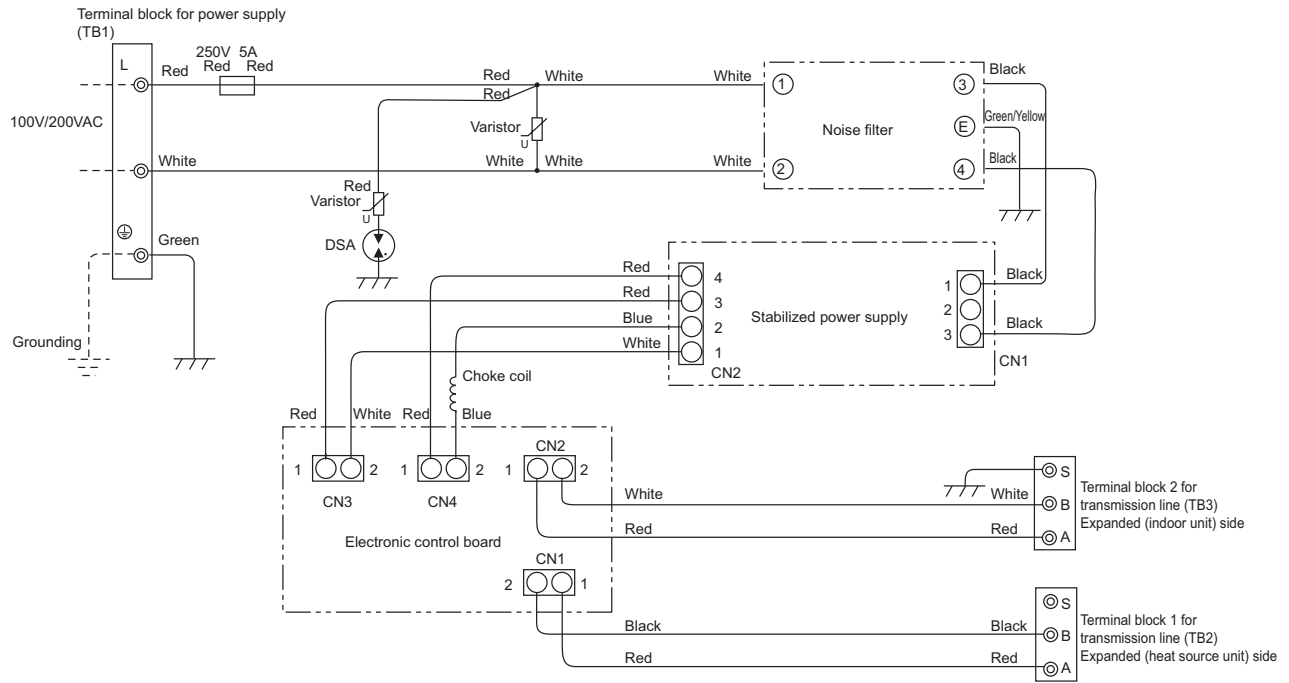 Terminal block for power supply
(TB1)
L
250V 5A
Red
Red
Red
Red
White
White
Red
100V/200VAC
Varistor
U
White
White
White
White
1
2
Noise filter
3
E
4
Black
Green/Yellow
Black
Red
Varistor
U
DSA
Green
Grounding
Red
Red
Blue
White
4
3
2
1
CN2
Stabilized power supply
1
2
3
CN1
Black
Black
Choke coil
Red
White
Red
Blue
1
2
CN3
1
2
CN4
CN2
1
2
Electronic control board
CN1
2
1
White
White
Red
Red
S
B
A
Terminal block 2 for
transmission line (TB3)
Expanded (indoor unit) side
Black
Black
Red
Red
S
B
A
Terminal block 1 for
transmission line (TB2)
Expanded (heat source unit) side